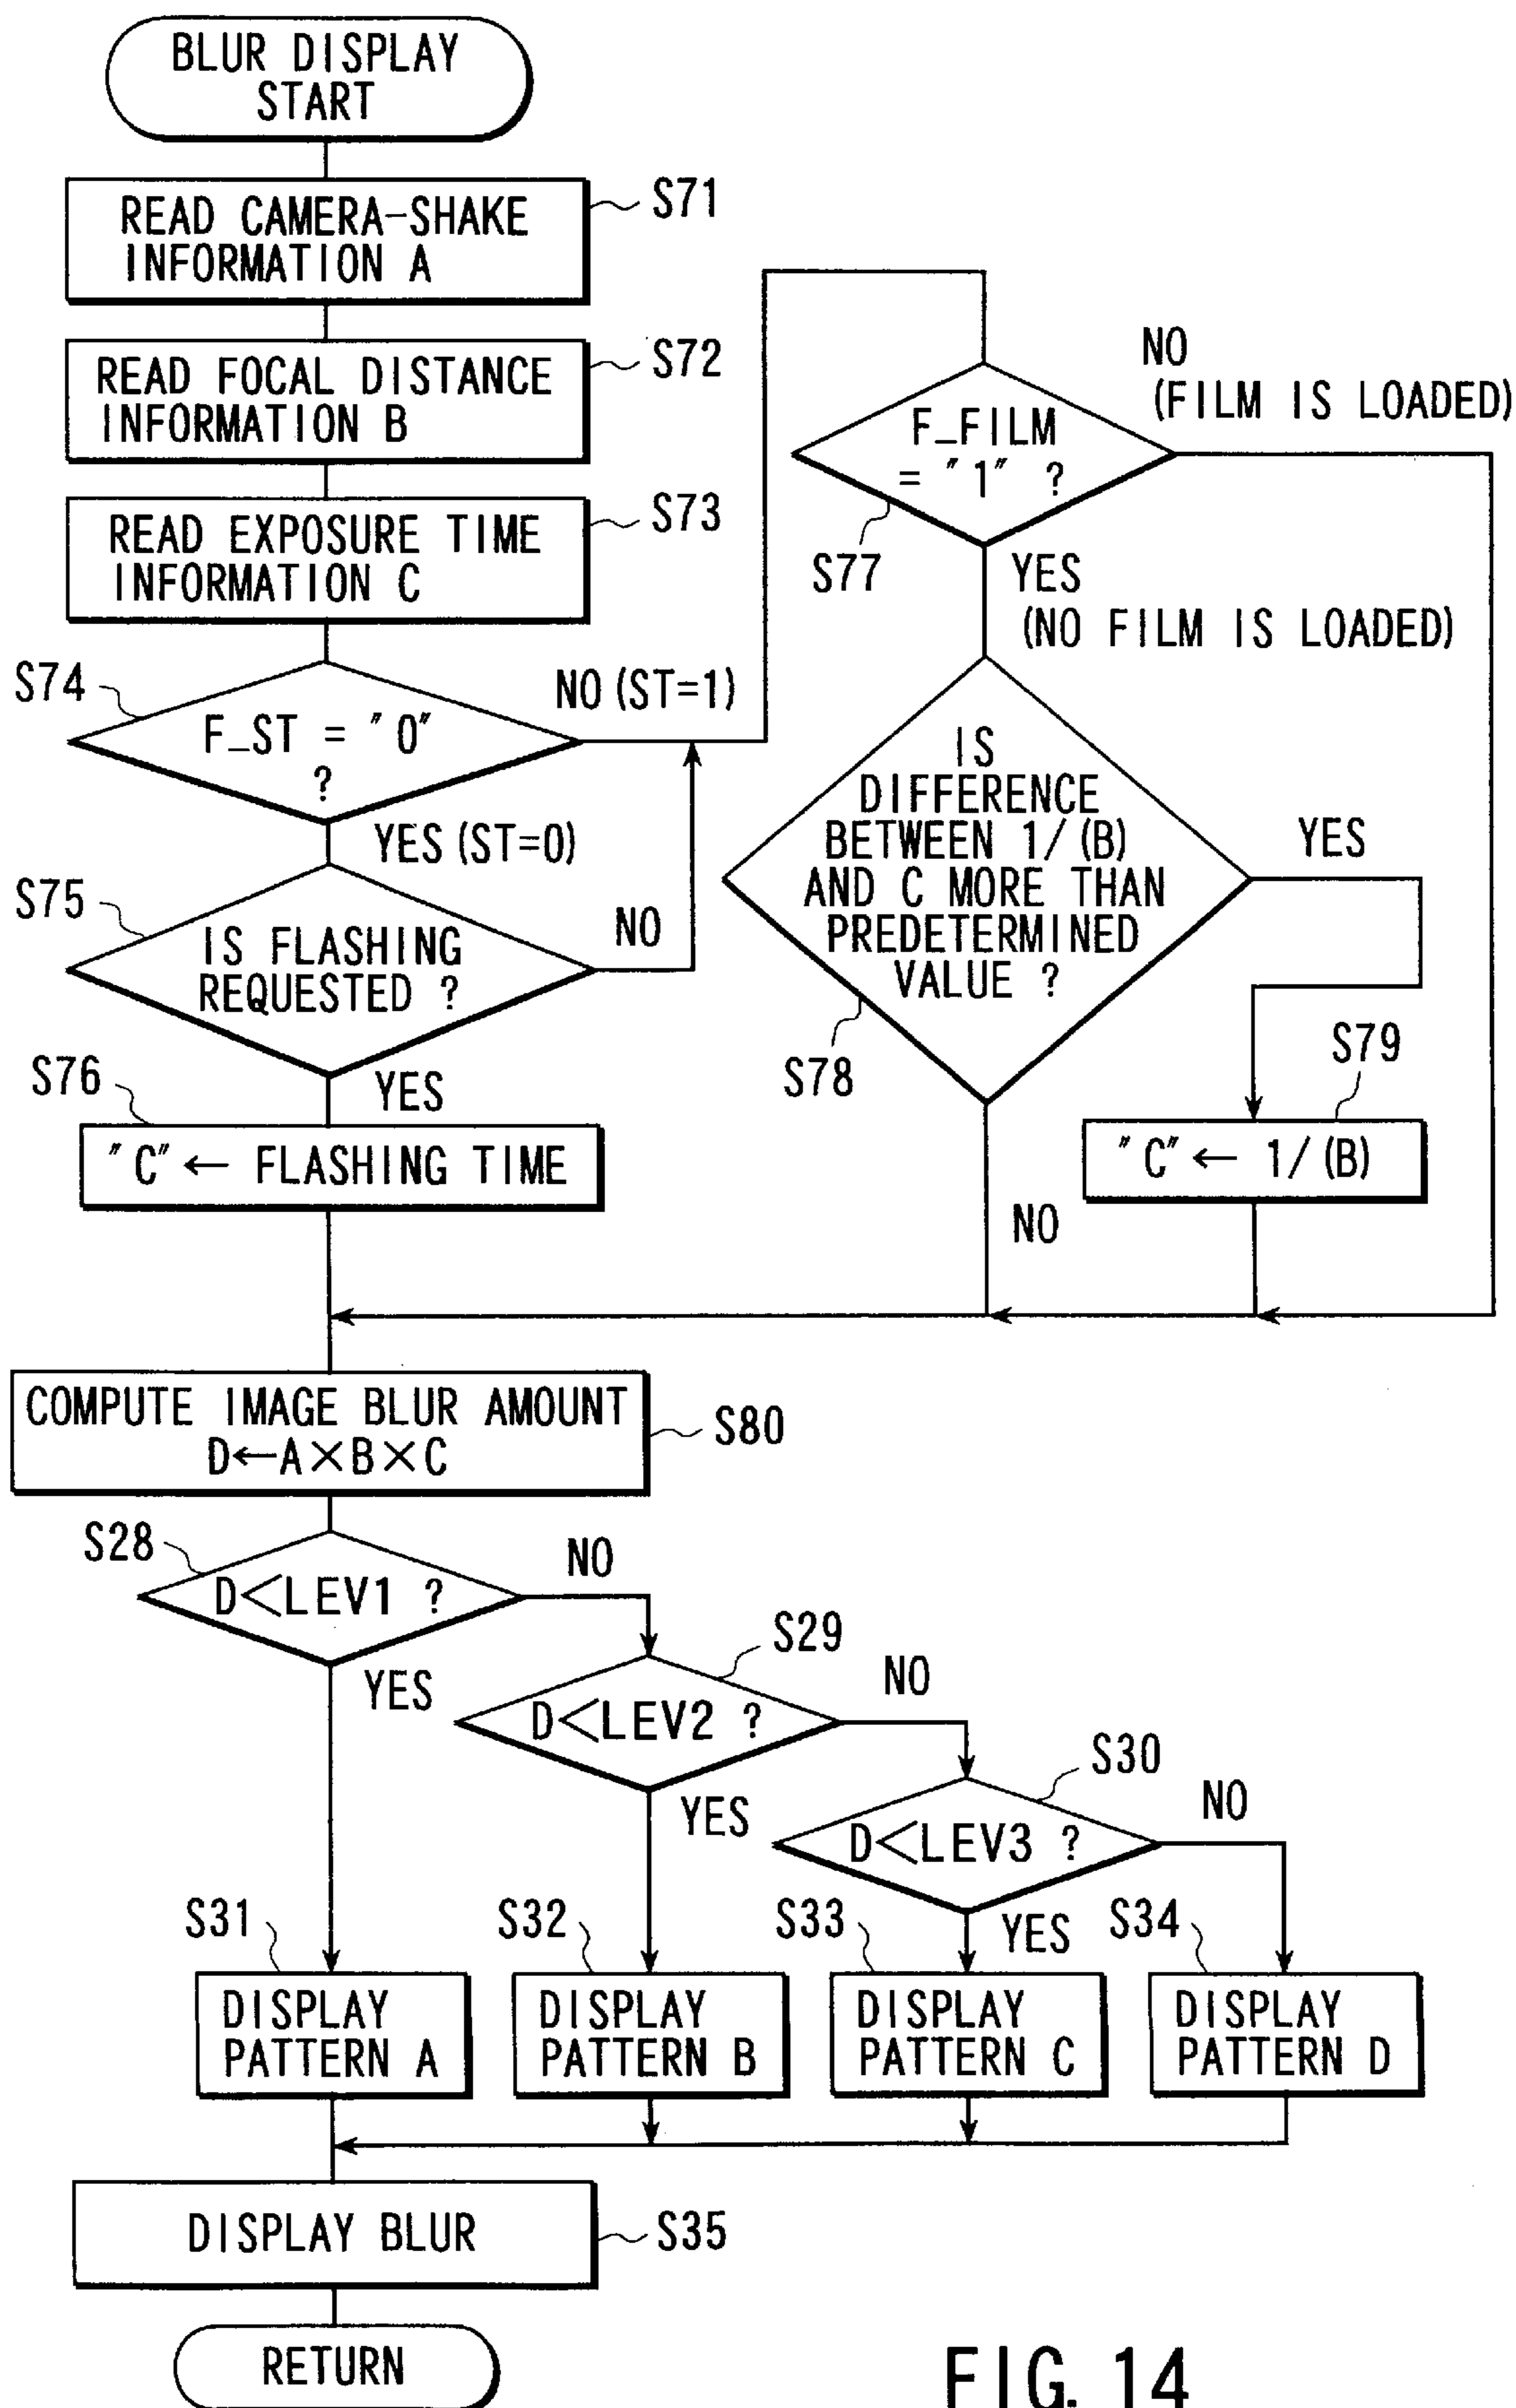 BLUR DISPLAY
START
READ CAMERA-SHAKE
INFORMATION A
S71
READ FOCAL DISTANCE
INFORMATION B
S72
READ EXPOSURE TIME
INFORMATION C
S73
S74
F_ST = "0"
?
NO (ST=1)
YES (ST=0)
S75
IS FLASHING
REQUESTED ?
NO
YES
S76
"C" ← FLASHING TIME
F_FILM
= "1" ?
NO
(FILM IS LOADED)
S77
YES
(NO FILM IS LOADED)
IS
DIFFERENCE
BETWEEN 1/(B)
AND C MORE THAN
PREDETERMINED
VALUE ?
YES
S78
S79
"C" ← 1/(B)
NO
COMPUTE IMAGE BLUR AMOUNT
D←A×B×C
S80
S28
D<LEV1 ?
NO
YES
S29
D<LEV2 ?
NO
YES
S30
D<LEV3 ?
NO
YES
S31
DISPLAY
PATTERN A
S32
DISPLAY
PATTERN B
S33
DISPLAY
PATTERN C
S34
DISPLAY
PATTERN D
DISPLAY BLUR
S35
RETURN
FIG. 14